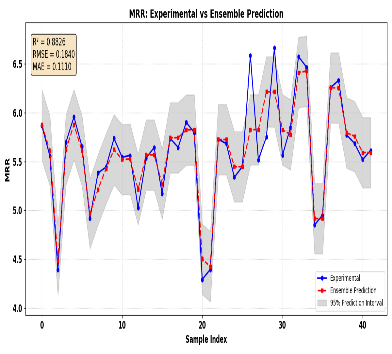 MRR: Experimental vs Ensemble Prediction
R² = 0.8826
RMSE = 0.1840
MAE = 0.1110
MRR
6.5
6.0
5.5
5.0
4.5
4.0
0
10
20
30
40
Sample Index
Experimental
Ensemble Prediction
95% Prediction Interval